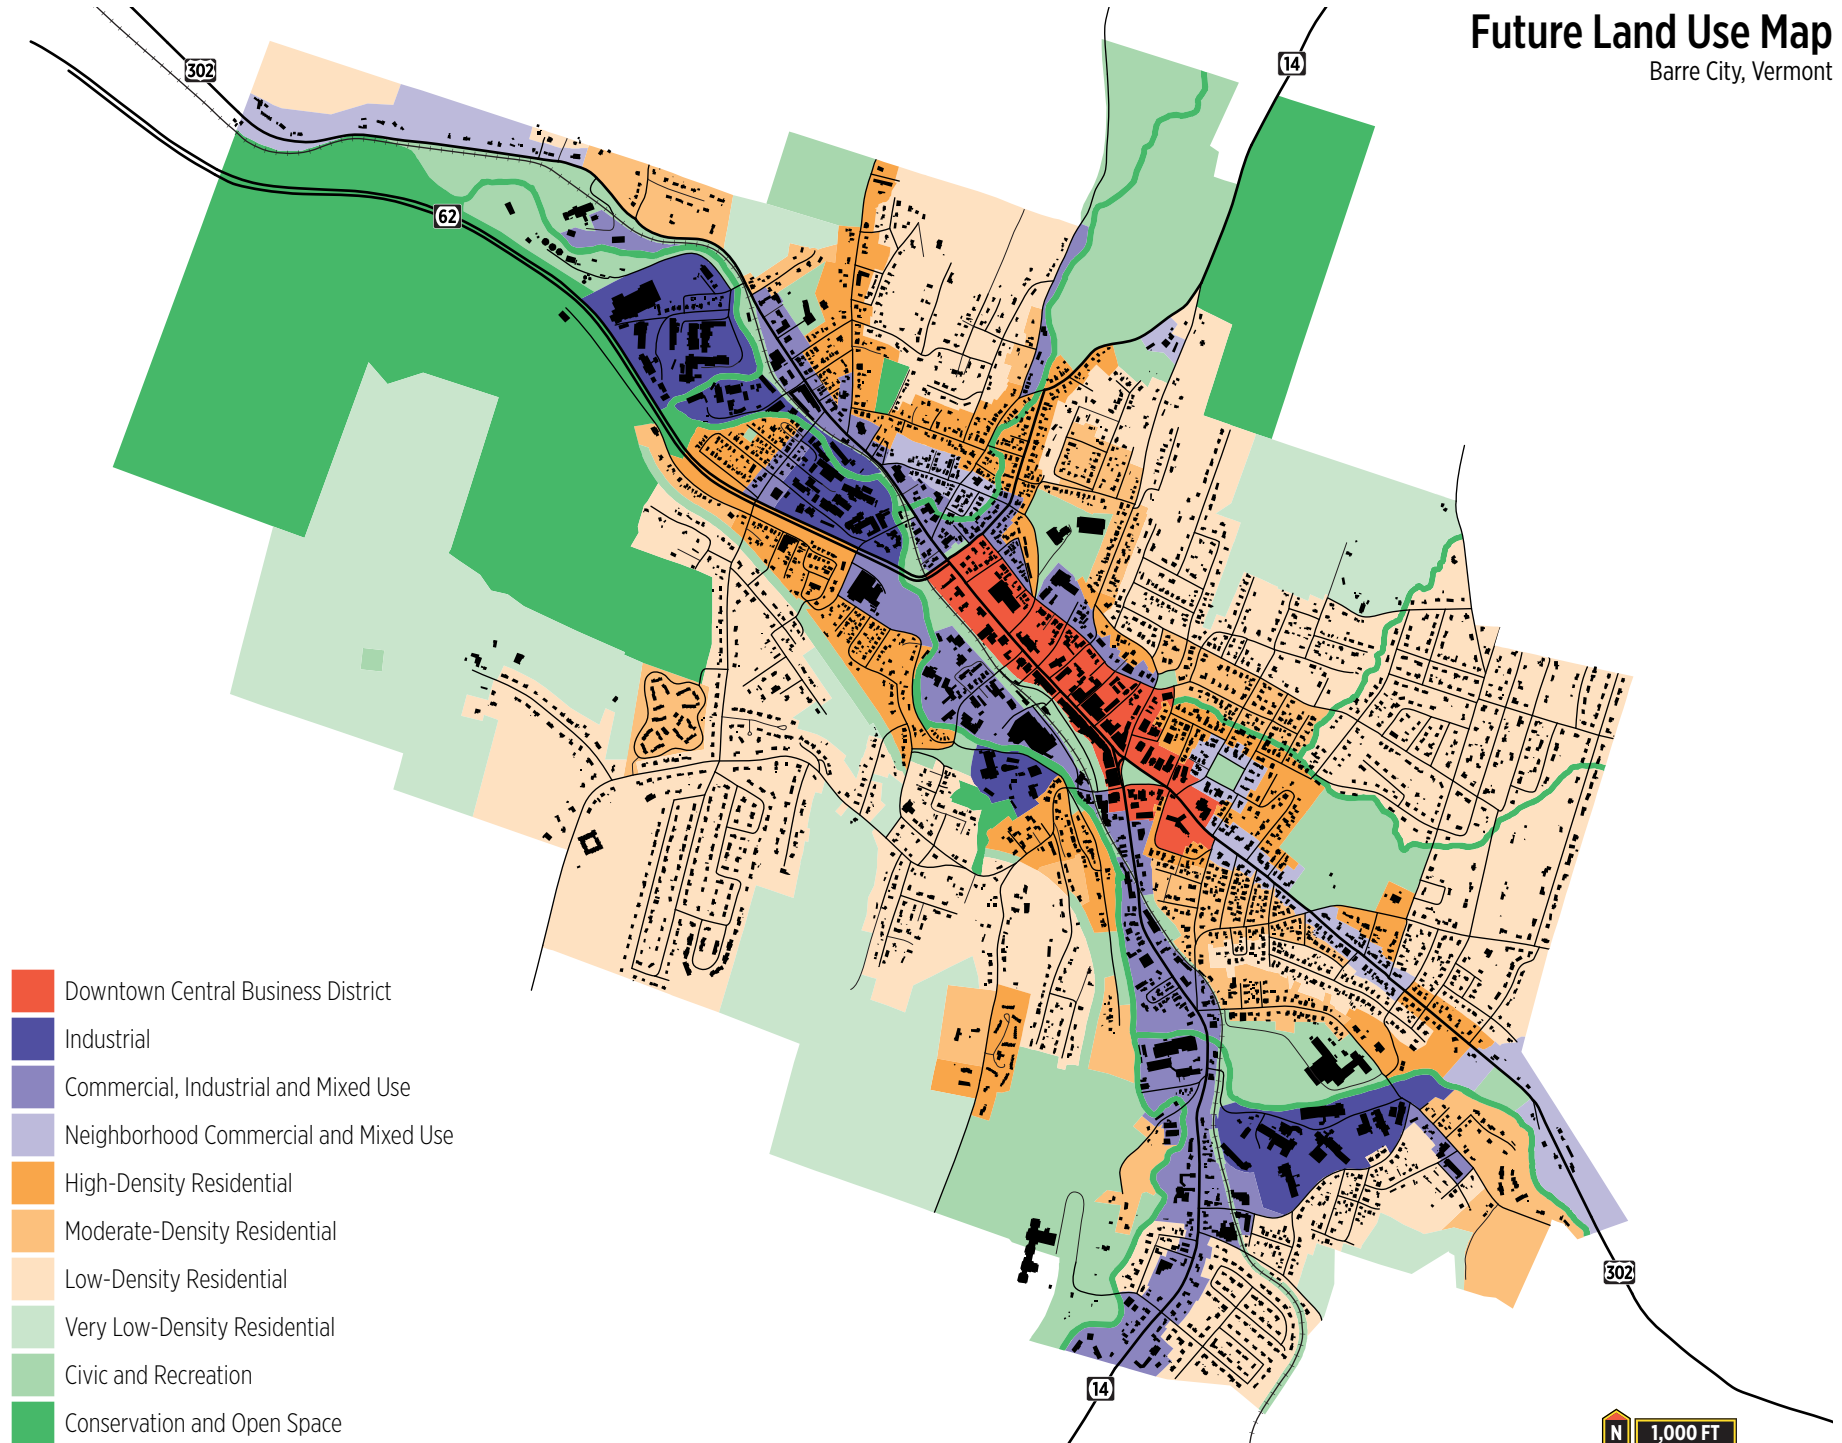 Future Land Use Map
Barre City, Vermont
302
14
62
Downtown Central Business District
Industrial
Commercial, Industrial and Mixed Use
Neighborhood Commercial and Mixed Use
High-Density Residential
Moderate-Density Residential
Low-Density Residential
Very Low-Density Residential
Civic and Recreation
Conservation and Open Space
302
14
N 1,000 FT